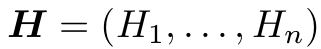 𝑯 = (H₁, . . . , Hₙ)